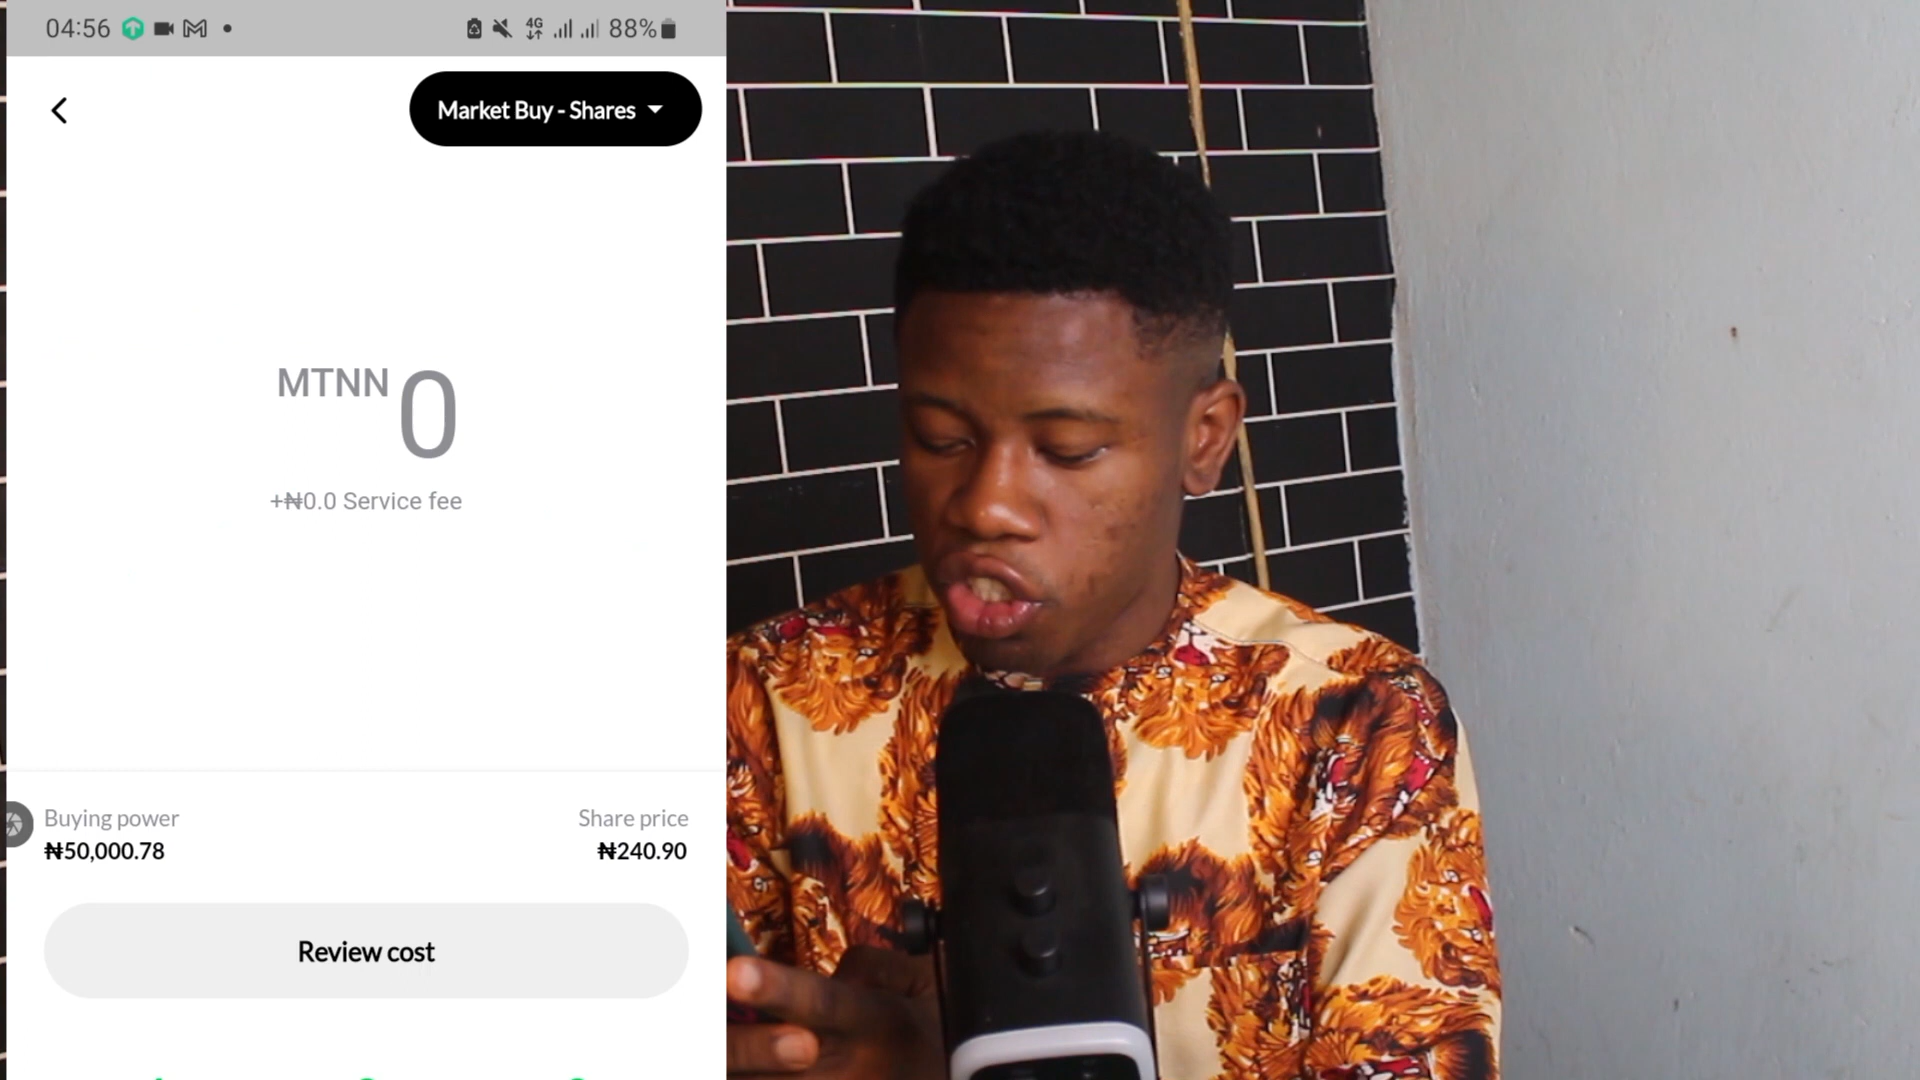 04:56 4G 88%
Market Buy - Shares
MTNN 0
+₦0.0 Service fee
Buying power Share price
₦50,000.78 ₦240.90
Review cost